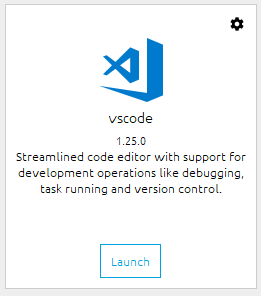 vscode
1.25.0
Streamlined code editor with support for
development operations like debugging,
task running and version control.
Launch